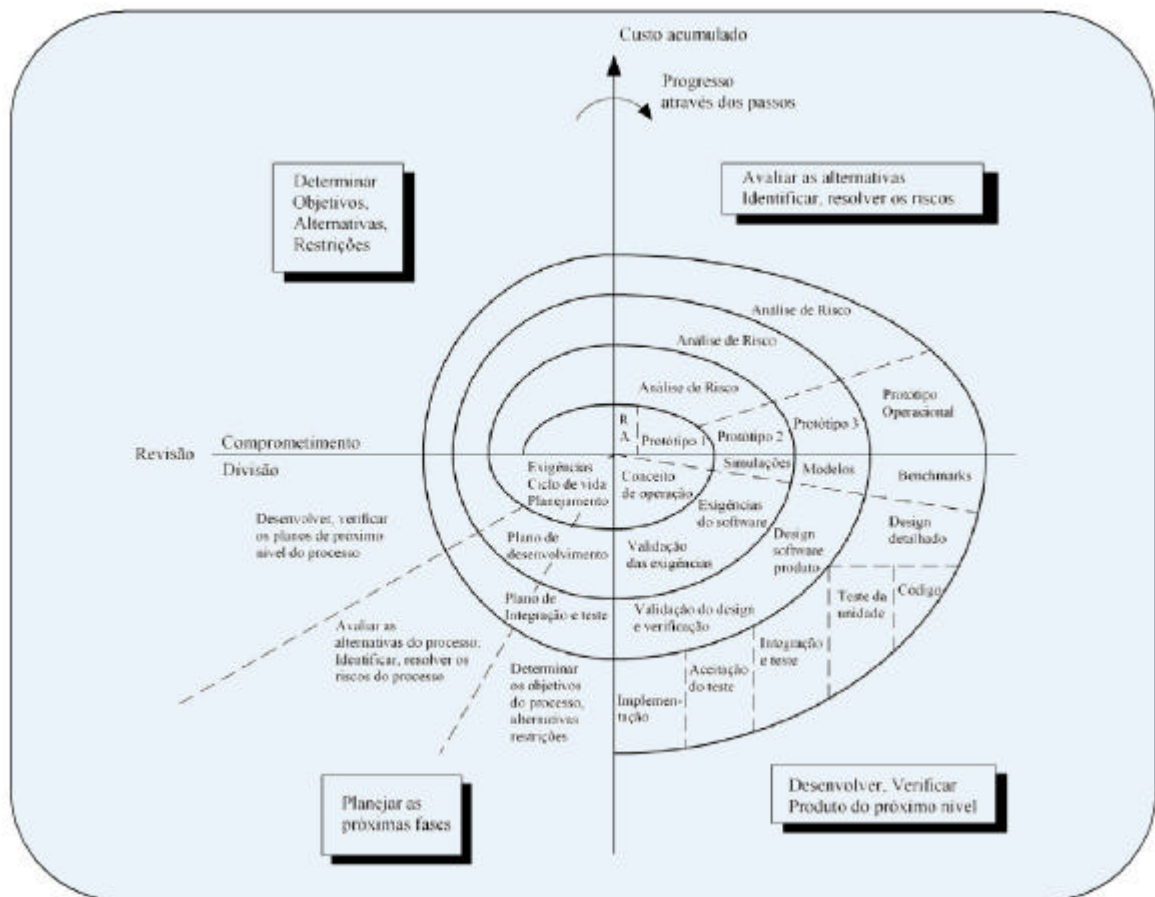 Custo acumulado
Progresso
através dos passos
Determinar
Objetivos,
Alternativas,
Restrições
Avaliar as alternativas
Identificar, resolver os riscos
Análise de Risco
Análise de Risco
Análise de Risco
R.
A.
Protótipo 1
Protótipo 2
Protótipo 3
Protótipo
Operacional
Revisão
Comprometimento
Divisão
Exigências
Ciclo de vida
Planejamento
Conceito
de operação
Simulações
Modelos
Benchmarks
Exigências
do software
Design
software
produto
Design
detalhado
Desenvolver, verificar
os planos de próximo
nível do processo
Plano de
desenvolvimento
Validação
das exigências
Plano de
Integração e teste
Validação do design
e verificação
Teste da
unidade
Código
Avaliar as
alternativas do processo,
Identificar, resolver os
riscos do processo
Determinar
os objetivos
do processo,
alternativas
restrições
Implemen-
tação
Aceitação
do teste
Integração
e teste
Planejar as
próximas fases
Desenvolver, Verificar
Produto do próximo nível